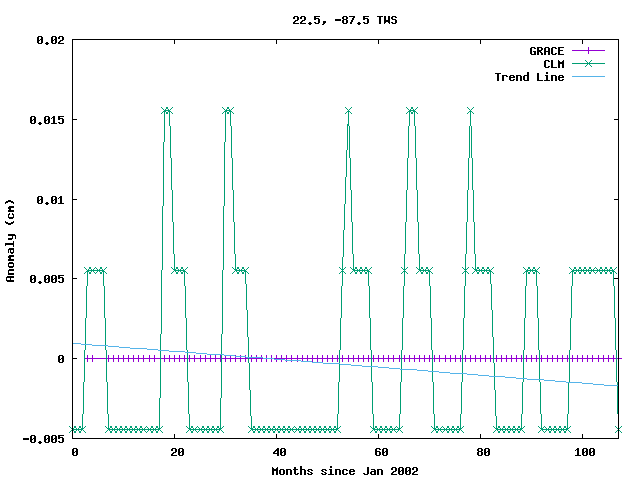 22.5, -87.5 TWS
GRACE
CLM
Trend Line
0.02
0.015
0.01
0.005
0
-0.005
Anomaly (cm)
0 20 40 60 80 100
Months since Jan 2002